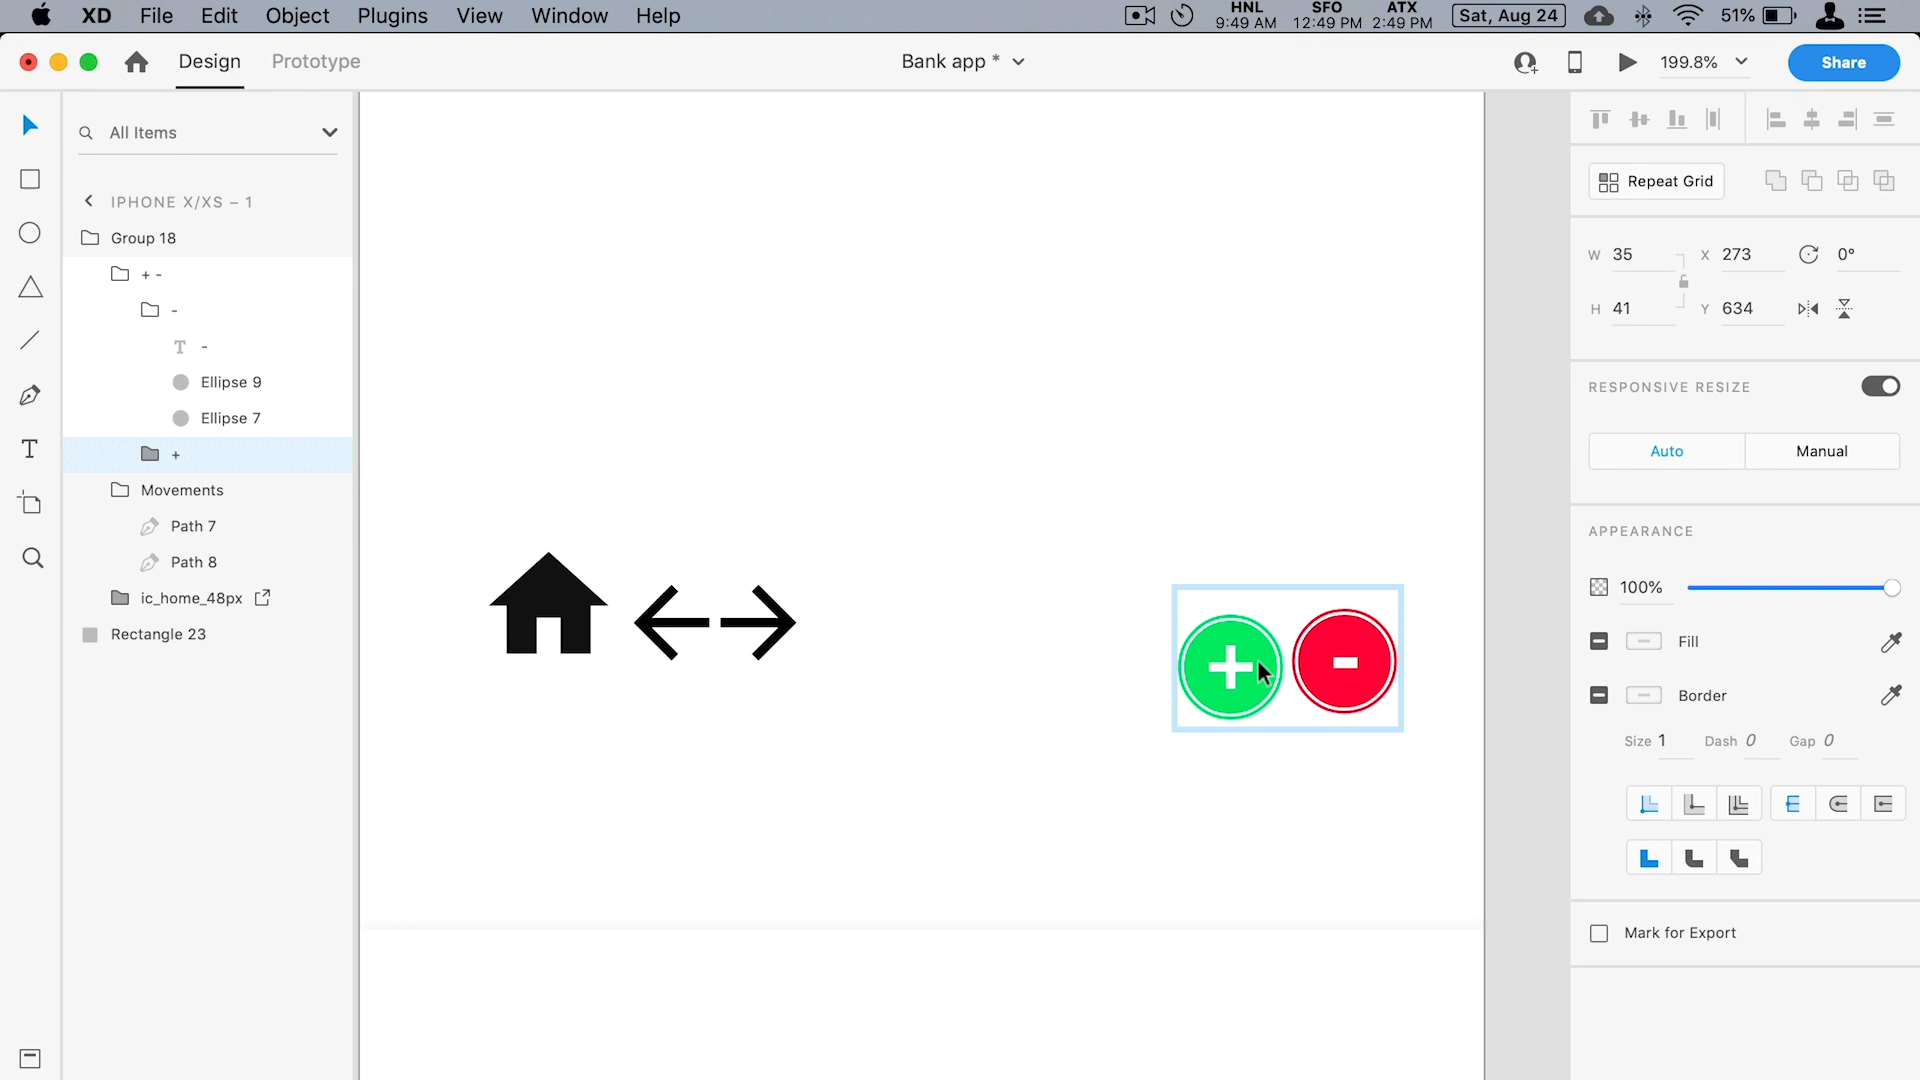 XD File Edit Object Plugins View Window Help
HNL SFO ATX
9:49 AM 12:49 PM 2:49 PM
Sat, Aug 24
51%
Design Prototype
Bank app *
199.8%
Share
All Items
IPHONE X/XS – 1
Group 18
+ -
-
T -
Ellipse 9
Ellipse 7
+
Movements
Path 7
Path 8
ic_home_48px
Rectangle 23
+ -
Repeat Grid
W 35 X 273 0°
H 41 Y 634
RESPONSIVE RESIZE
Auto Manual
APPEARANCE
100%
Fill
Border
Size 1 Dash 0 Gap 0
Mark for Export